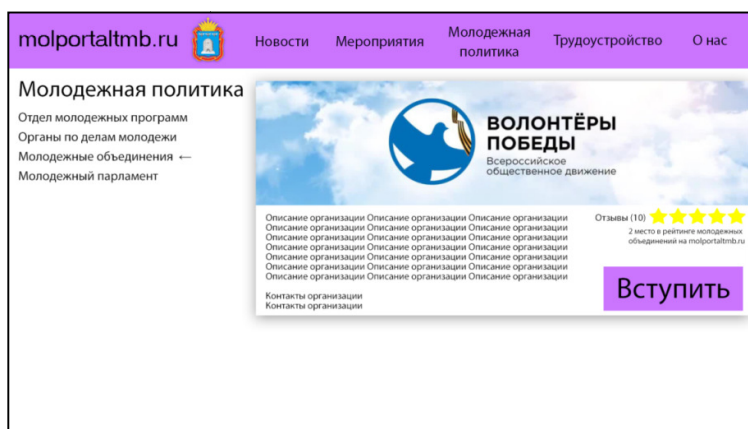 molportaltmb.ru
Новости
Мероприятия
Молодежная
политика
Трудоустройство
О нас
Молодежная политика
Отдел молодежных программ
Органы по делам молодежи
Молодежные объединения ←
Молодежный парламент
ВОЛОНТЁРЫ
ПОБЕДЫ
Всероссийское
общественное движение
Описание организации Описание организации Описание организации
Описание организации Описание организации Описание организации
Описание организации Описание организации Описание организации
Описание организации Описание организации Описание организации
Описание организации Описание организации Описание организации
Описание организации Описание организации Описание организации
Описание организации Описание организации Описание организации
Контакты организации
Контакты организации
Отзывы (10)
2 место в рейтинге молодежных
объединений на molportaltmb.ru
Вступить